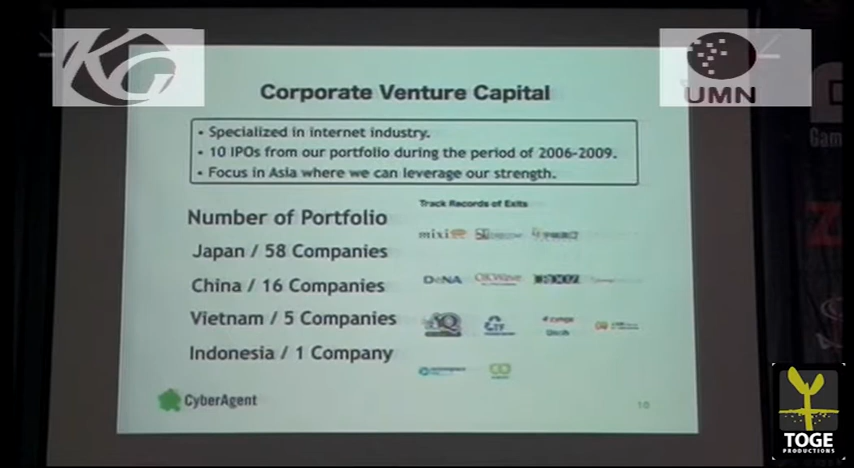 KG
UMN
Corporate Venture Capital
• Specialized in internet industry.
• 10 IPOs from our portfolio during the period of 2006-2009.
• Focus in Asia where we can leverage our strength.
Number of Portfolio
Track Records of Exits
Japan / 58 Companies
mixi
China / 16 Companies
DeNA OKWave
Vietnam / 5 Companies
Indonesia / 1 Company
CyberAgent
10
Gam
TOGE
PRODUCTIONS